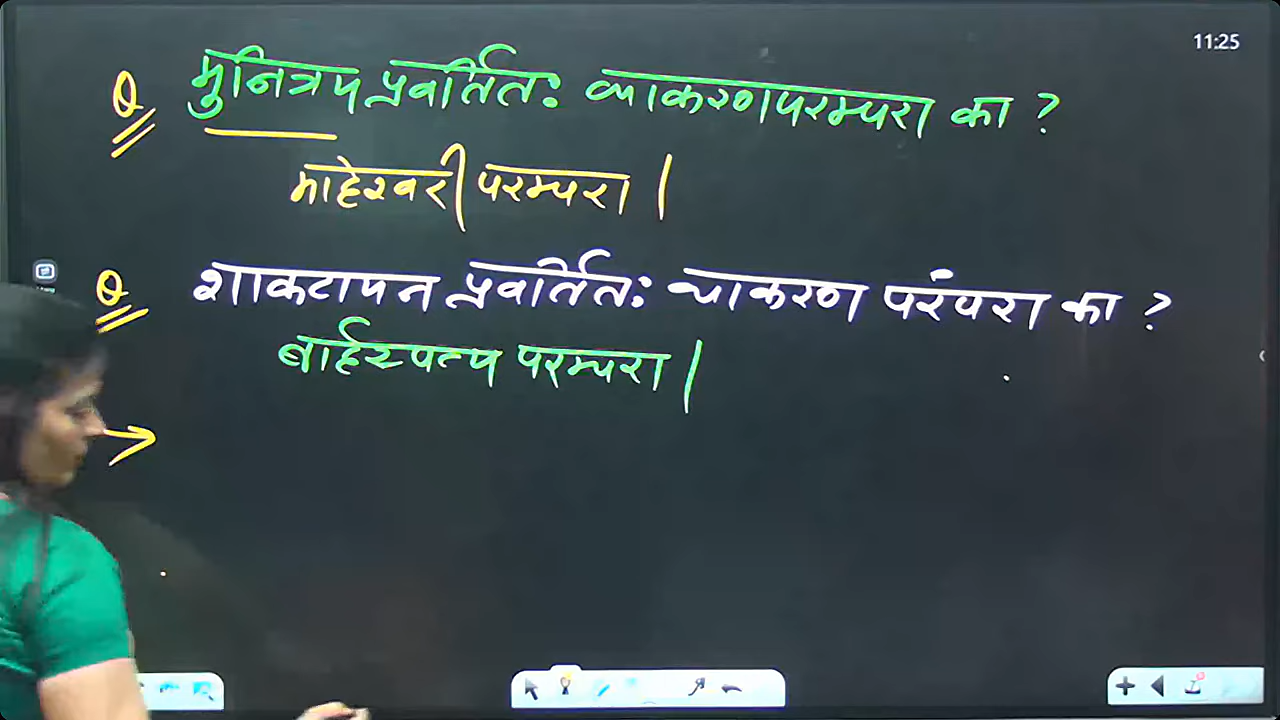 11:25
Q मुनित्रय प्रवर्तितः व्याकरणपरम्परा का ?
माहेश्वरी परम्परा |
Q शाकटायन प्रवर्तितः व्याकरण परंपरा का ?
बार्हस्पत्य परम्परा |
→